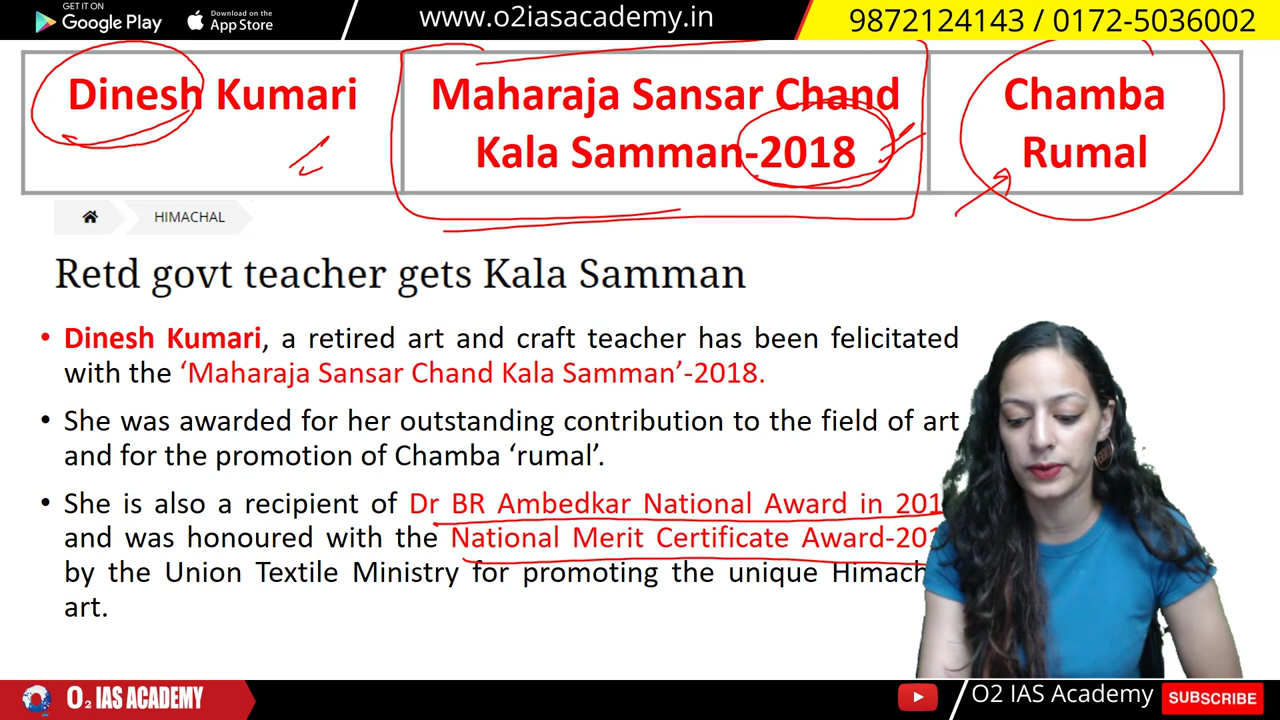 GET IT ON
Google Play
Download on the
App Store
www.o2iasacademy.in
9872124143 / 0172-5036002
Dinesh Kumari
Maharaja Sansar Chand
Kala Samman-2018
Chamba
Rumal
HIMACHAL
Retd govt teacher gets Kala Samman
• Dinesh Kumari, a retired art and craft teacher has been felicitated
with the ‘Maharaja Sansar Chand Kala Samman’-2018.
• She was awarded for her outstanding contribution to the field of art
and for the promotion of Chamba ‘rumal’.
• She is also a recipient of Dr BR Ambedkar National Award in
and was honoured with the National Merit Certificate
by the Union Textile Ministry for promoting the unique
art.
O2 IAS ACADEMY
O2 IAS Academy
SUBSCRIBE